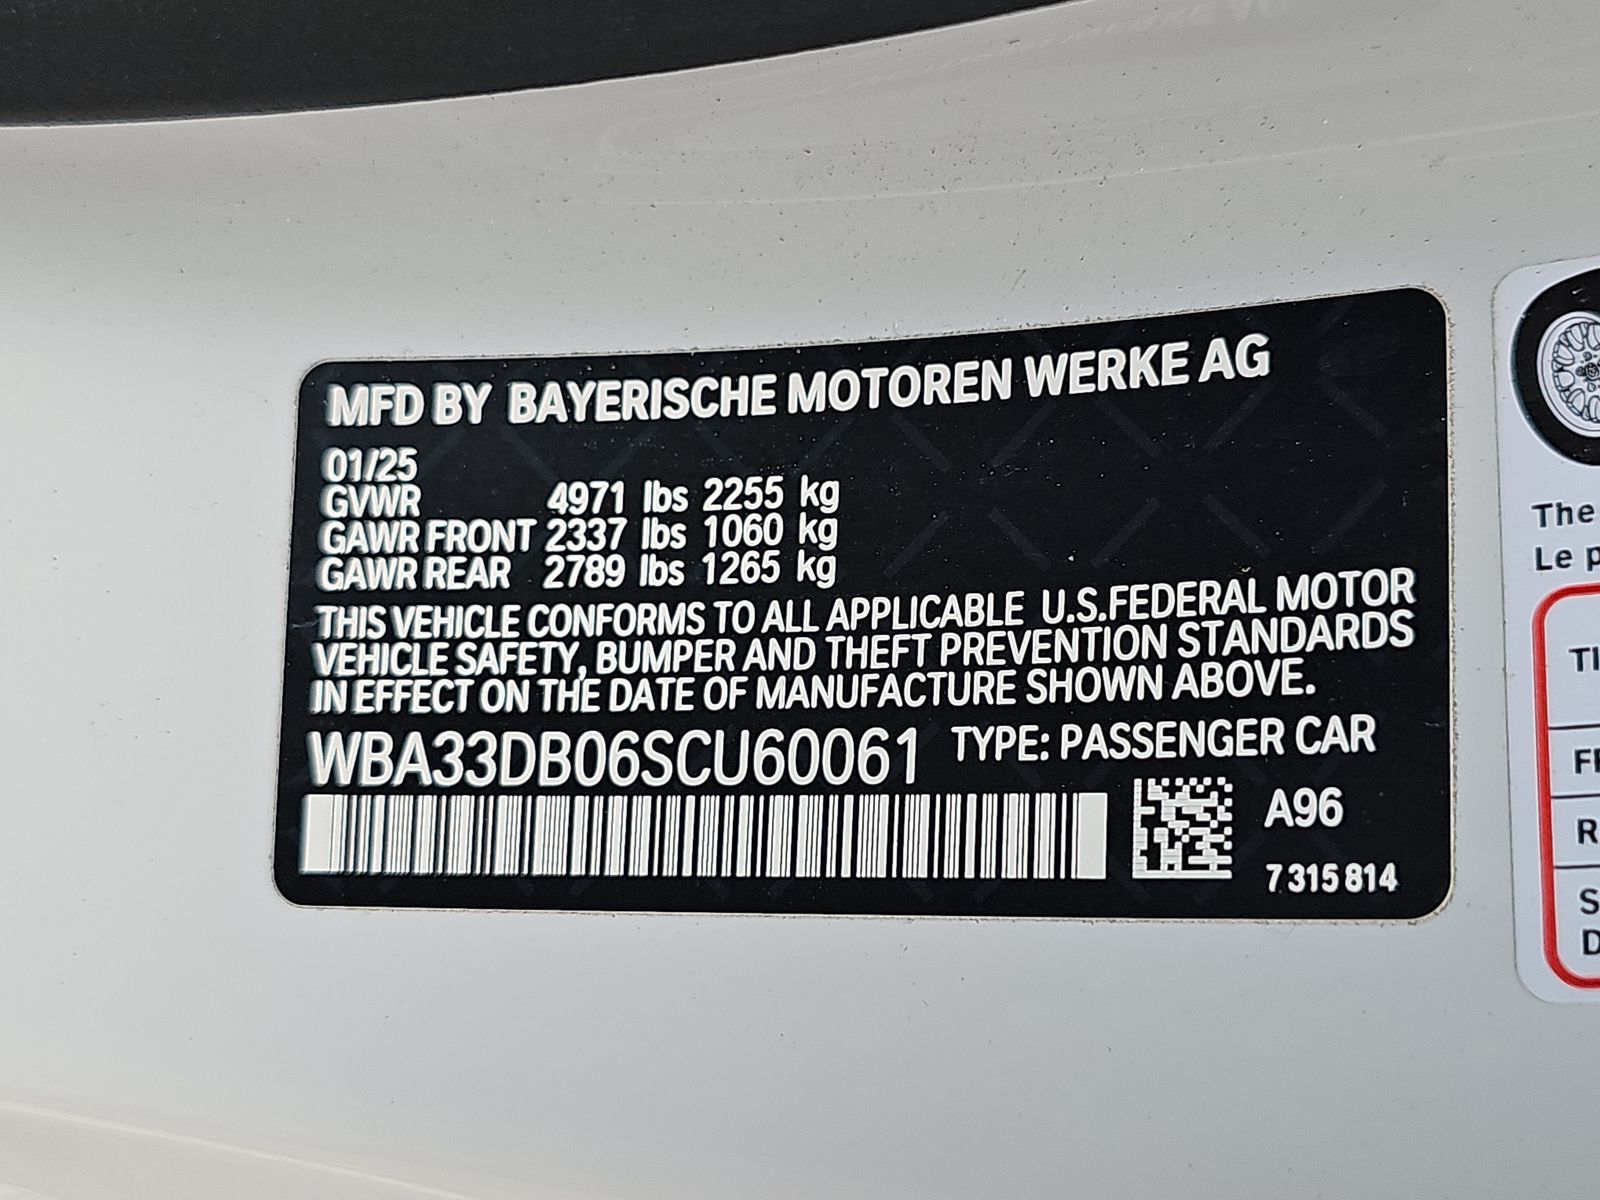 MFD BY BAYERISCHE MOTOREN WERKE AG
01/25
GVWR 4971 lbs 2255 kg
GAWR FRONT 2337 lbs 1060 kg
GAWR REAR 2789 lbs 1265 kg
THIS VEHICLE CONFORMS TO ALL APPLICABLE U.S.FEDERAL MOTOR
VEHICLE SAFETY, BUMPER AND THEFT PREVENTION STANDARDS
IN EFFECT ON THE DATE OF MANUFACTURE SHOWN ABOVE.
WBA33DB06SCU60061 TYPE: PASSENGER CAR
A96
7 315 814
The
Le